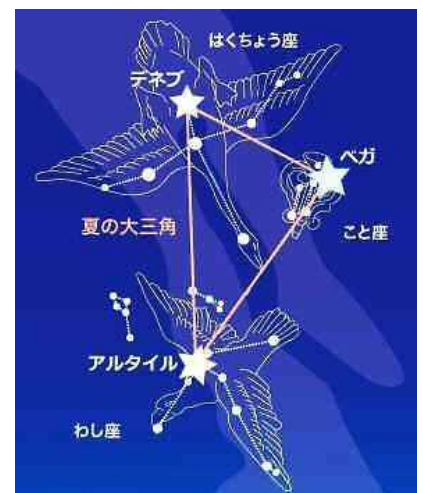 はくちょう座
デネブ
ベガ
夏の大三角
こと座
アルタイル
わし座